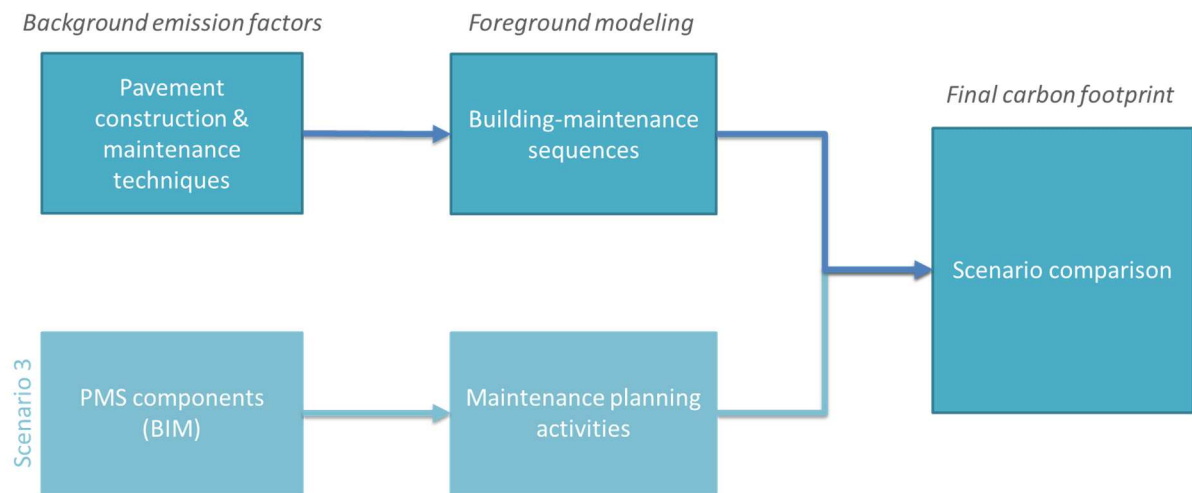 Background emission factors
Foreground modeling
Final carbon footprint
Pavement
construction &
maintenance
techniques
Building-maintenance
sequences
Scenario comparison
Scenario 3
PMS components
(BIM)
Maintenance planning
activities